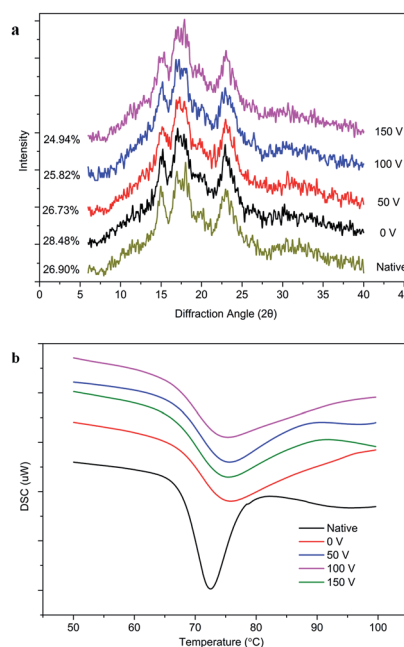 a
Intensity
24.94%
150 V
25.82%
100 V
26.73%
50 V
28.48%
0 V
26.90%
Native
0 5 10 15 20 25 30 35 40 45
Diffraction Angle (2θ)
b
DSC (uW)
Native
0 V
50 V
100 V
150 V
50 60 70 80 90 100
Temperature (°C)